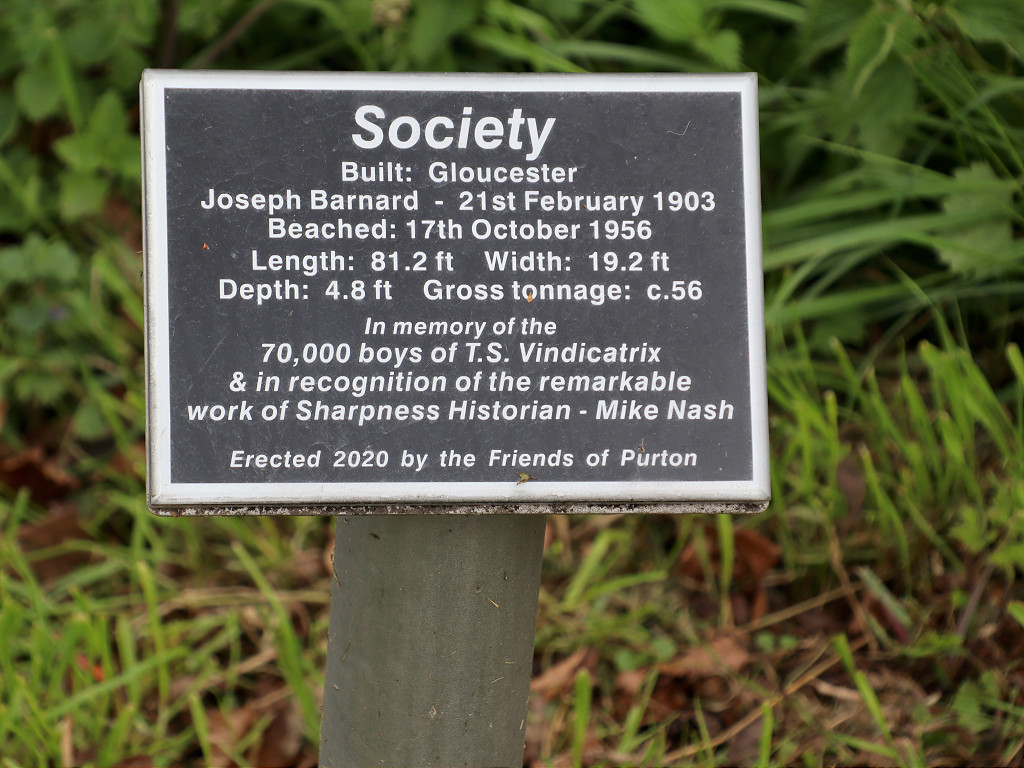 Society
Built: Gloucester
Joseph Barnard - 21st February 1903
Beached: 17th October 1956
Length: 81.2 ft Width: 19.2 ft
Depth: 4.8 ft Gross tonnage: c.56
In memory of the
70,000 boys of T.S. Vindicatrix
& in recognition of the remarkable
work of Sharpness Historian - Mike Nash
Erected 2020 by the Friends of Purton